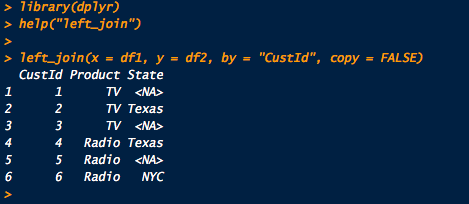 > library(dplyr)
> help("left_join")
>
> left_join(x = df1, y = df2, by = "CustId", copy = FALSE)
  CustId Product State
1      1      TV  <NA>
2      2      TV Texas
3      3      TV  <NA>
4      4   Radio Texas
5      5   Radio  <NA>
6      6   Radio   NYC
>